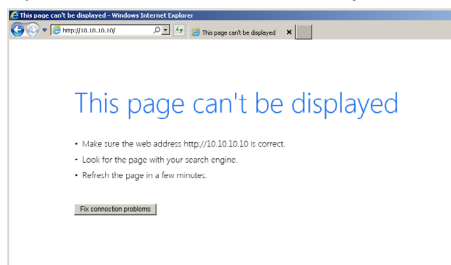 This page can't be displayed - Windows Internet Explorer
http://10.10.10.10/
This page can't be displayed
This page can't be displayed
• Make sure the web address http://10.10.10.10 is correct.
• Look for the page with your search engine.
• Refresh the page in a few minutes.
Fix connection problems